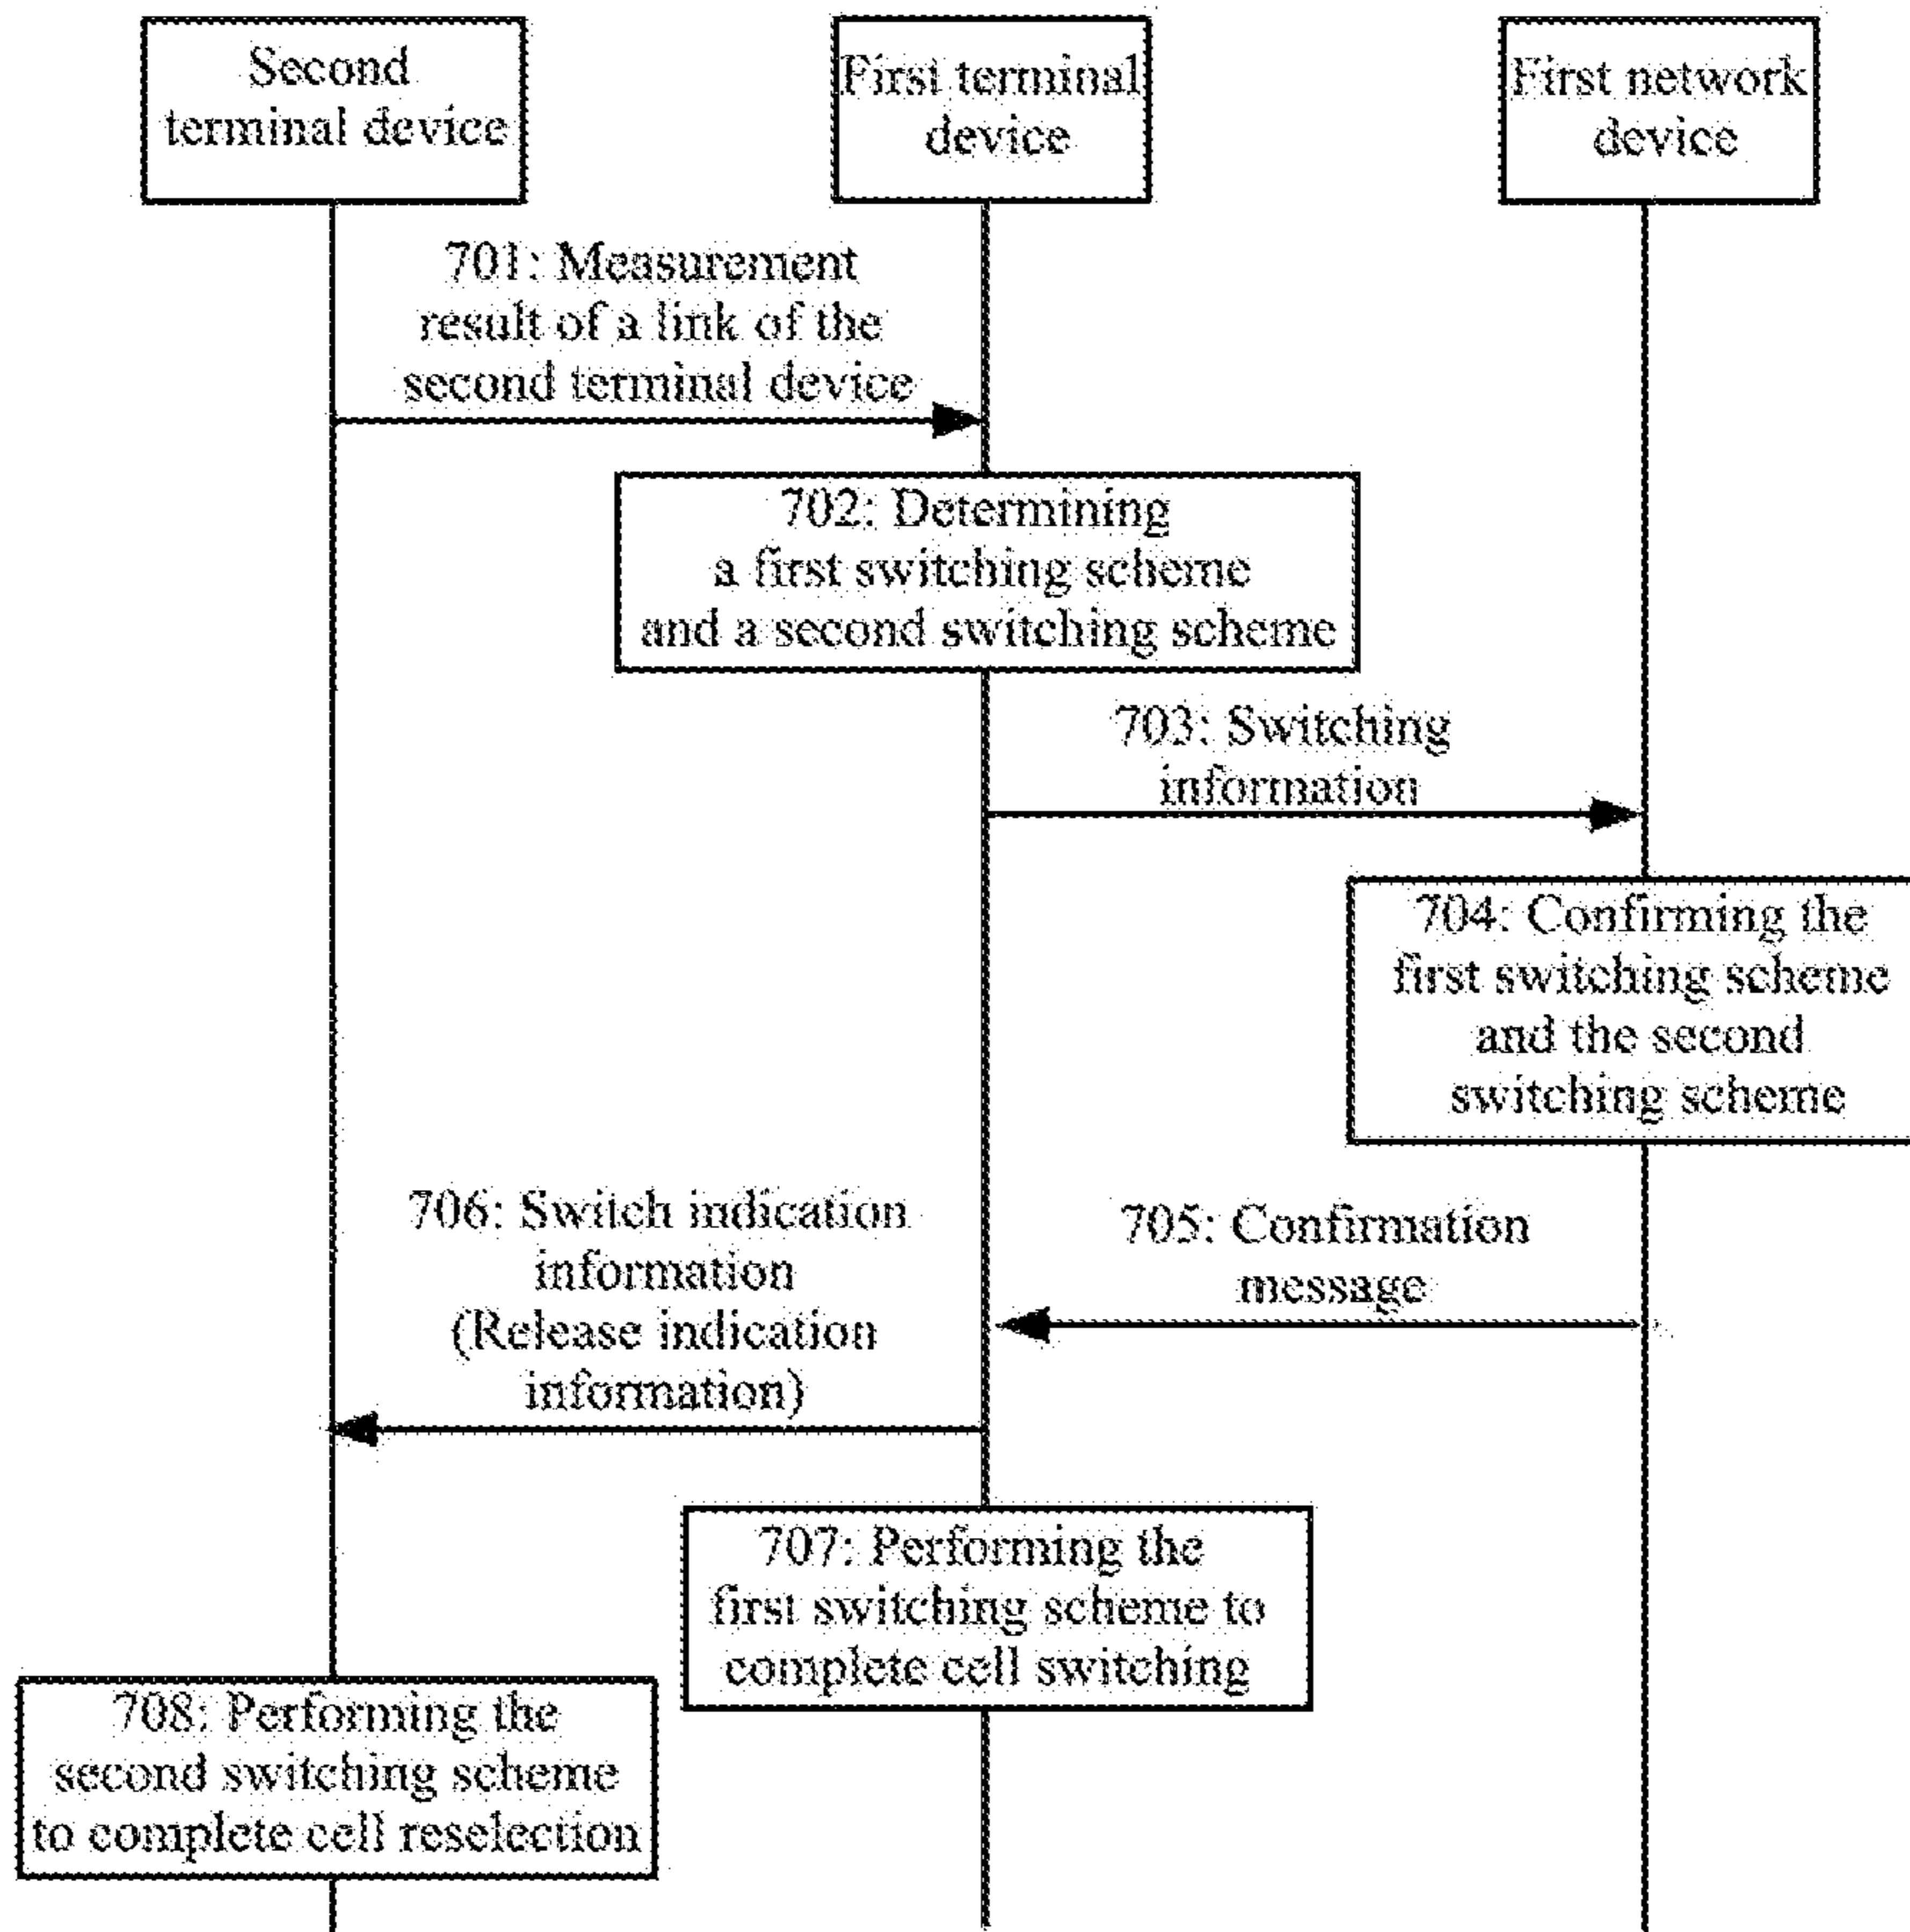 Second
terminal device
First terminal
device
First network
device
701: Measurement
result of a link of the
second terminal device
702: Determining
a first switching scheme
and a second switching scheme
703: Switching
information
704: Confirming the
first switching scheme
and the second
switching scheme
705: Confirmation
message
706: Switch indication
information
(Release indication
information)
707: Performing the
first switching scheme to
complete cell switching
708: Performing the
second switching scheme
to complete cell reselection